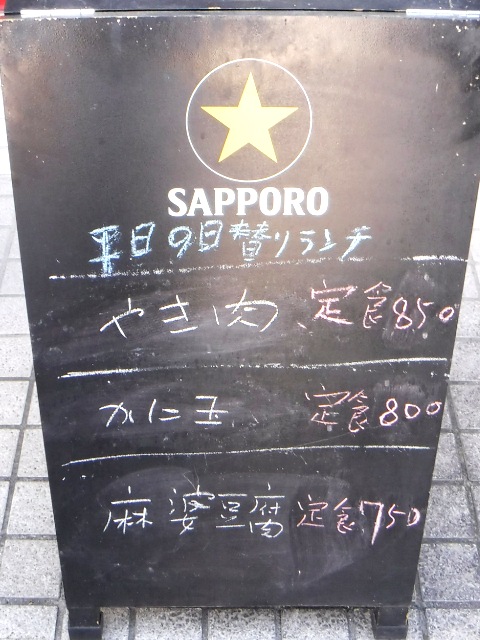 SAPPORO
平日の日替りランチ
やき肉、定食850
かに玉 定食800
麻婆豆腐 定食750